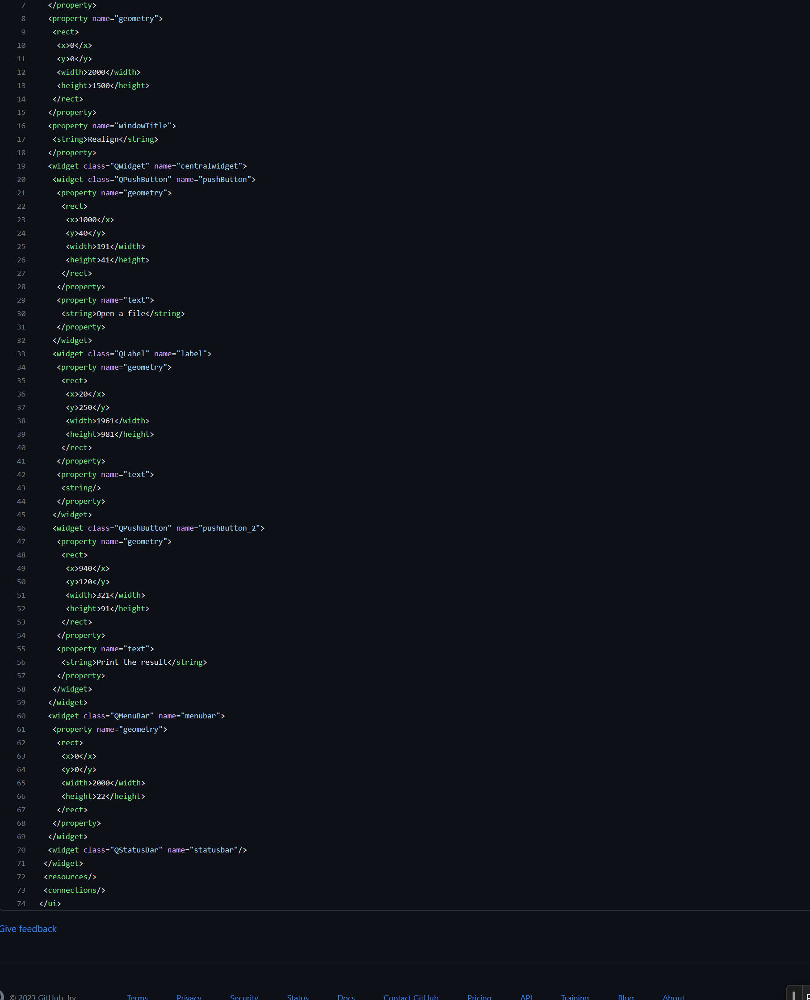 7 </property>
8 <property name="geometry">
9 <rect>
10 <x>0</x>
11 <y>0</y>
12 <width>2000</width>
13 <height>1500</height>
14 </rect>
15 </property>
16 <property name="windowTitle">
17 <string>Realign</string>
18 </property>
19 <widget class="QWidget" name="centralwidget">
20 <widget class="QPushButton" name="pushButton">
21 <property name="geometry">
22 <rect>
23 <x>1000</x>
24 <y>40</y>
25 <width>191</width>
26 <height>41</height>
27 </rect>
28 </property>
29 <property name="text">
30 <string>Open a file</string>
31 </property>
32 </widget>
33 <widget class="QLabel" name="label">
34 <property name="geometry">
35 <rect>
36 <x>20</x>
37 <y>250</y>
38 <width>1961</width>
39 <height>981</height>
40 </rect>
41 </property>
42 <property name="text">
43 <string/>
44 </property>
45 </widget>
46 <widget class="QPushButton" name="pushButton_2">
47 <property name="geometry">
48 <rect>
49 <x>940</x>
50 <y>120</y>
51 <width>321</width>
52 <height>91</height>
53 </rect>
54 </property>
55 <property name="text">
56 <string>Print the result</string>
57 </property>
58 </widget>
59 </widget>
60 <widget class="QMenuBar" name="menubar">
61 <property name="geometry">
62 <rect>
63 <x>0</x>
64 <y>0</y>
65 <width>2000</width>
66 <height>22</height>
67 </rect>
68 </property>
69 </widget>
70 <widget class="QStatusBar" name="statusbar"/>
71 </widget>
72 <resources/>
73 <connections/>
74 </ui>
Give feedback
© 2023 GitHub, Inc. Terms Privacy Security Status Docs Contact GitHub Pricing API Training Blog About